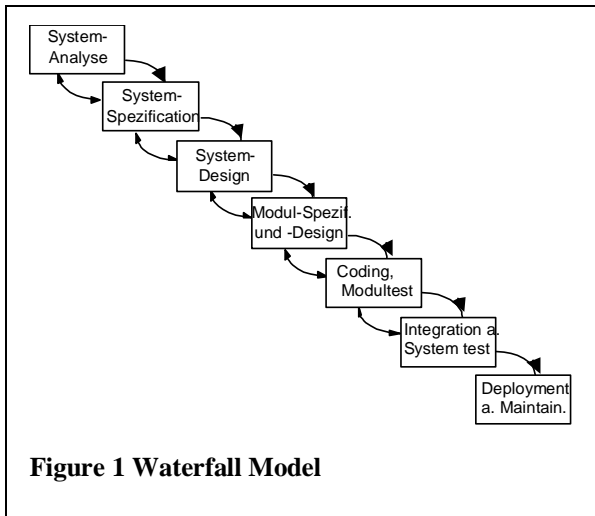 System-
Analyse
System-
Spezification
System-
Design
Modul-Spezif.
und -Design
Coding,
Modultest
Integration a.
System test
Deployment
a. Maintain.
Figure 1 Waterfall Model